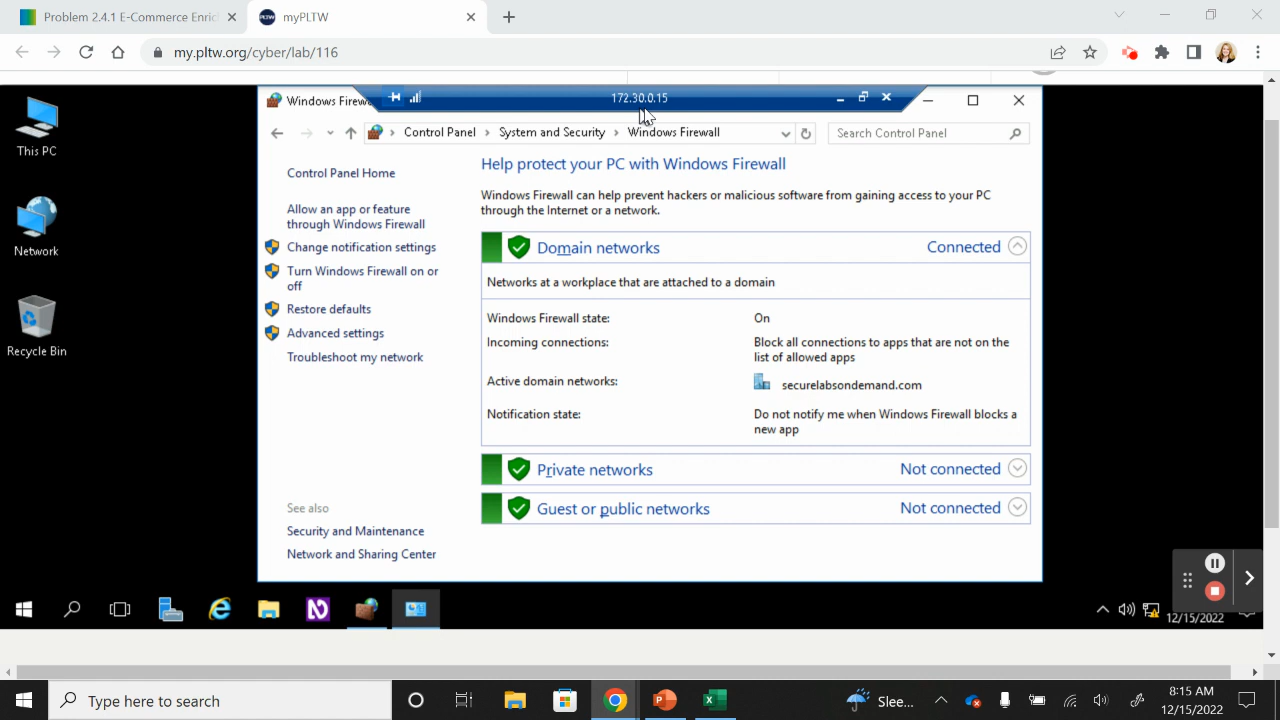 Problem 2.4.1 E-Commerce Enric
myPLTW
my.pltw.org/cyber/lab/116
172.30.0.15
Windows Firew
Control Panel > System and Security > Windows Firewall
Search Control Panel
This PC
Network
Recycle Bin
Control Panel Home
Allow an app or feature
through Windows Firewall
Change notification settings
Turn Windows Firewall on or
off
Restore defaults
Advanced settings
Troubleshoot my network
See also
Security and Maintenance
Network and Sharing Center
Help protect your PC with Windows Firewall
Windows Firewall can help prevent hackers or malicious software from gaining access to your PC
through the Internet or a network.
Domain networks Connected
Networks at a workplace that are attached to a domain
Windows Firewall state: On
Incoming connections: Block all connections to apps that are not on the
list of allowed apps
Active domain networks: securelabsondemand.com
Notification state: Do not notify me when Windows Firewall blocks a
new app
Private networks Not connected
Guest or public networks Not connected
12/15/2022
Type here to search
Slee...
8:15 AM
12/15/2022